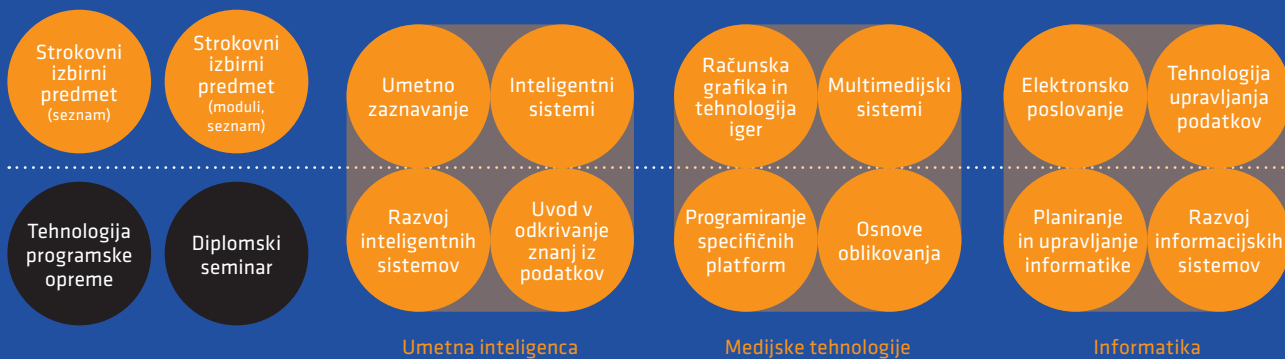 Strokovni
izbirni
predmet
(seznam)
Strokovni
izbirni
predmet
(moduli,
seznam)
Umetno
zaznavanje
Inteligentni
sistemi
Računska
grafika in
tehnologija
iger
Multimedijski
sistemi
Elektronsko
poslovanje
Tehnologija
upravljanja
podatkov
Tehnologija
programske
opreme
Diplomski
seminar
Razvoj
inteligentnih
sistemov
Uvod v
odkrivanje
znanj iz
podatkov
Programiranje
specifičnih
platform
Osnove
oblikovanja
Planiranje
in upravljanje
informatike
Razvoj
informacijskih
sistemov
Umetna inteligenca
Medijske tehnologije
Informatika